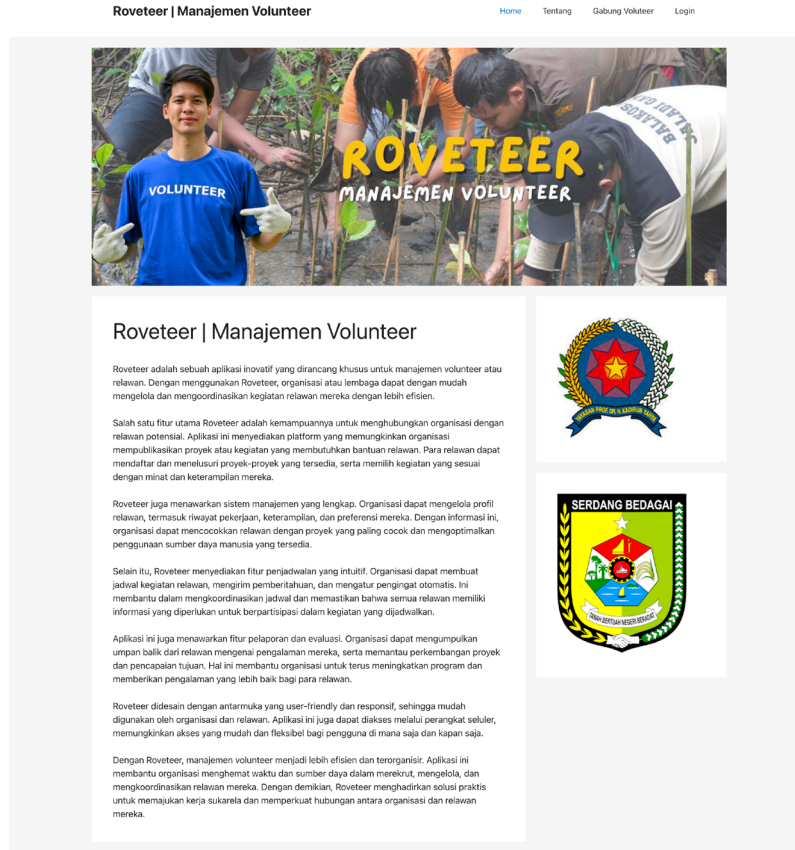 Roveteer | Manajemen Volunteer
Home Tentang Gabung Voluteer Login
VOLUNTEER
BALAKOSA
ROVETEER
MANAJEMEN VOLUNTEER
Roveteer | Manajemen Volunteer
Roveteer adalah sebuah aplikasi inovatif yang dirancang khusus untuk manajemen volunteer atau
relawan. Dengan menggunakan Roveteer, organisasi atau lembaga dapat dengan mudah
mengelola dan mengoordinasikan kegiatan relawan mereka dengan lebih efisien.
Salah satu fitur utama Roveteer adalah kemampuannya untuk menghubungkan organisasi dengan
relawan potensial. Aplikasi ini menyediakan platform yang memungkinkan organisasi
mempublikasikan proyek atau kegiatan yang membutuhkan bantuan relawan. Para relawan dapat
mendaftar dan menelusuri proyek-proyek yang tersedia, serta memilih kegiatan yang sesuai
dengan minat dan keterampilan mereka.
Roveteer juga menawarkan sistem manajemen yang lengkap. Organisasi dapat mengelola profil
relawan, termasuk riwayat pekerjaan, keterampilan, dan preferensi mereka. Dengan informasi ini,
organisasi dapat mencocokkan relawan dengan proyek yang paling cocok dan mengoptimalkan
penggunaan sumber daya manusia yang tersedia.
Selain itu, Roveteer menyediakan fitur penjadwalan yang intuitif. Organisasi dapat membuat
jadwal kegiatan relawan, mengirim pemberitahuan, dan mengatur pengingat otomatis. Ini
membantu dalam mengkoordinasikan jadwal dan memastikan bahwa semua relawan memiliki
informasi yang diperlukan untuk berpartisipasi dalam kegiatan yang dijadwalkan.
Aplikasi ini juga menawarkan fitur pelaporan dan evaluasi. Organisasi dapat mengumpulkan
umpan balik dari relawan mengenai pengalaman mereka, serta memantau perkembangan proyek
dan pencapaian tujuan. Hal ini membantu organisasi untuk terus meningkatkan program dan
memberikan pengalaman yang lebih baik bagi para relawan.
Roveteer didesain dengan antarmuka yang user-friendly dan responsif, sehingga mudah
digunakan oleh organisasi dan relawan. Aplikasi ini juga dapat diakses melalui perangkat seluler,
memungkinkan akses yang mudah dan fleksibel bagi pengguna di mana saja dan kapan saja.
Dengan Roveteer, manajemen volunteer menjadi lebih efisien dan terorganisir. Aplikasi ini
membantu organisasi menghemat waktu dan sumber daya dalam merekrut, mengelola, dan
mengkoordinasikan relawan mereka. Dengan demikian, Roveteer menghadirkan solusi praktis
untuk memajukan kerja sukarela dan memperkuat hubungan antara organisasi dan relawan
mereka.
YAYASAN PROF. DR. H. KADIRUN YAHYA
SERDANG BEDAGAI
TANAH BERTUAH NEGERI BERADAT